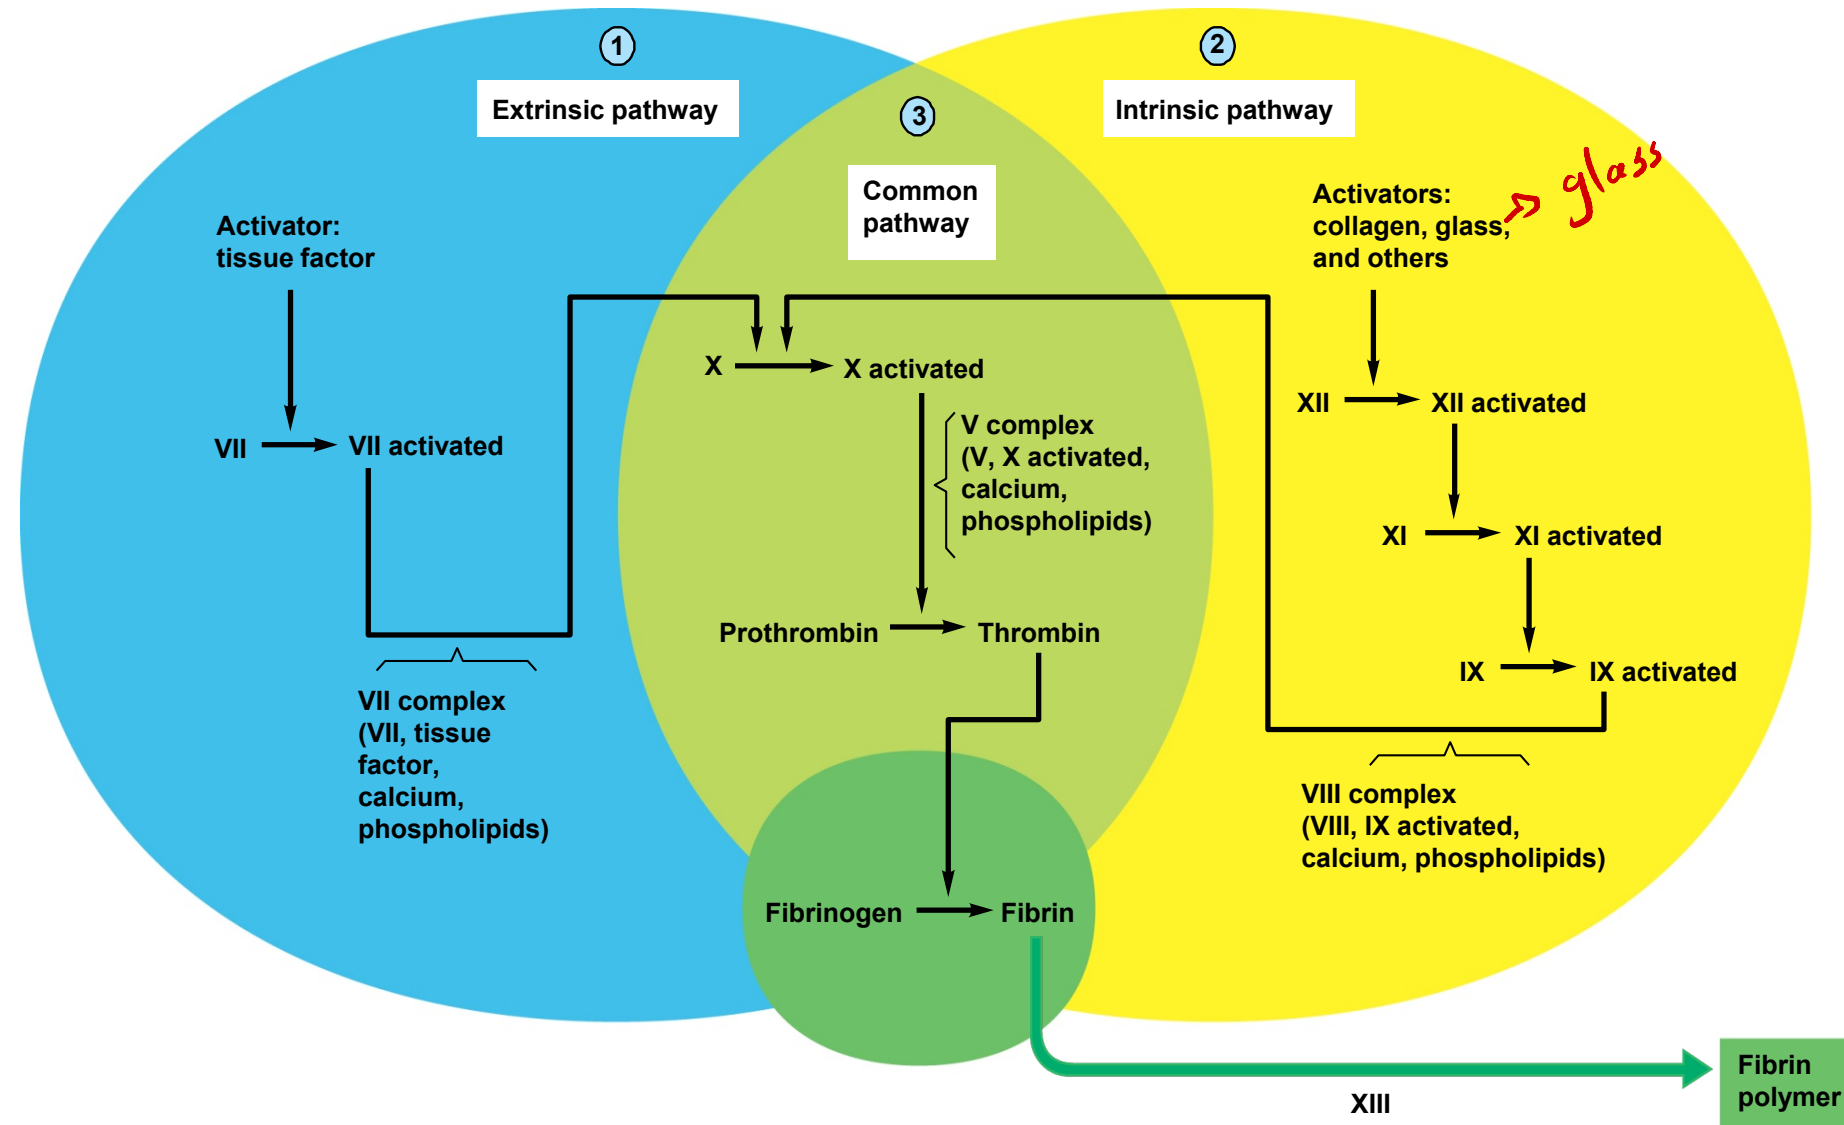 1
Extrinsic pathway
Activator:
tissue factor
VII
VII activated
VII complex
(VII, tissue
factor,
calcium,
phospholipids)
2
Intrinsic pathway
Activators:
collagen, glass,
and others
glass
XII
XII activated
XI
XI activated
IX
IX activated
VIII complex
(VIII, IX activated,
calcium, phospholipids)
3
Common
pathway
X
X activated
V complex
(V, X activated,
calcium,
phospholipids)
Prothrombin
Thrombin
Fibrinogen
Fibrin
XIII
Fibrin
polymer